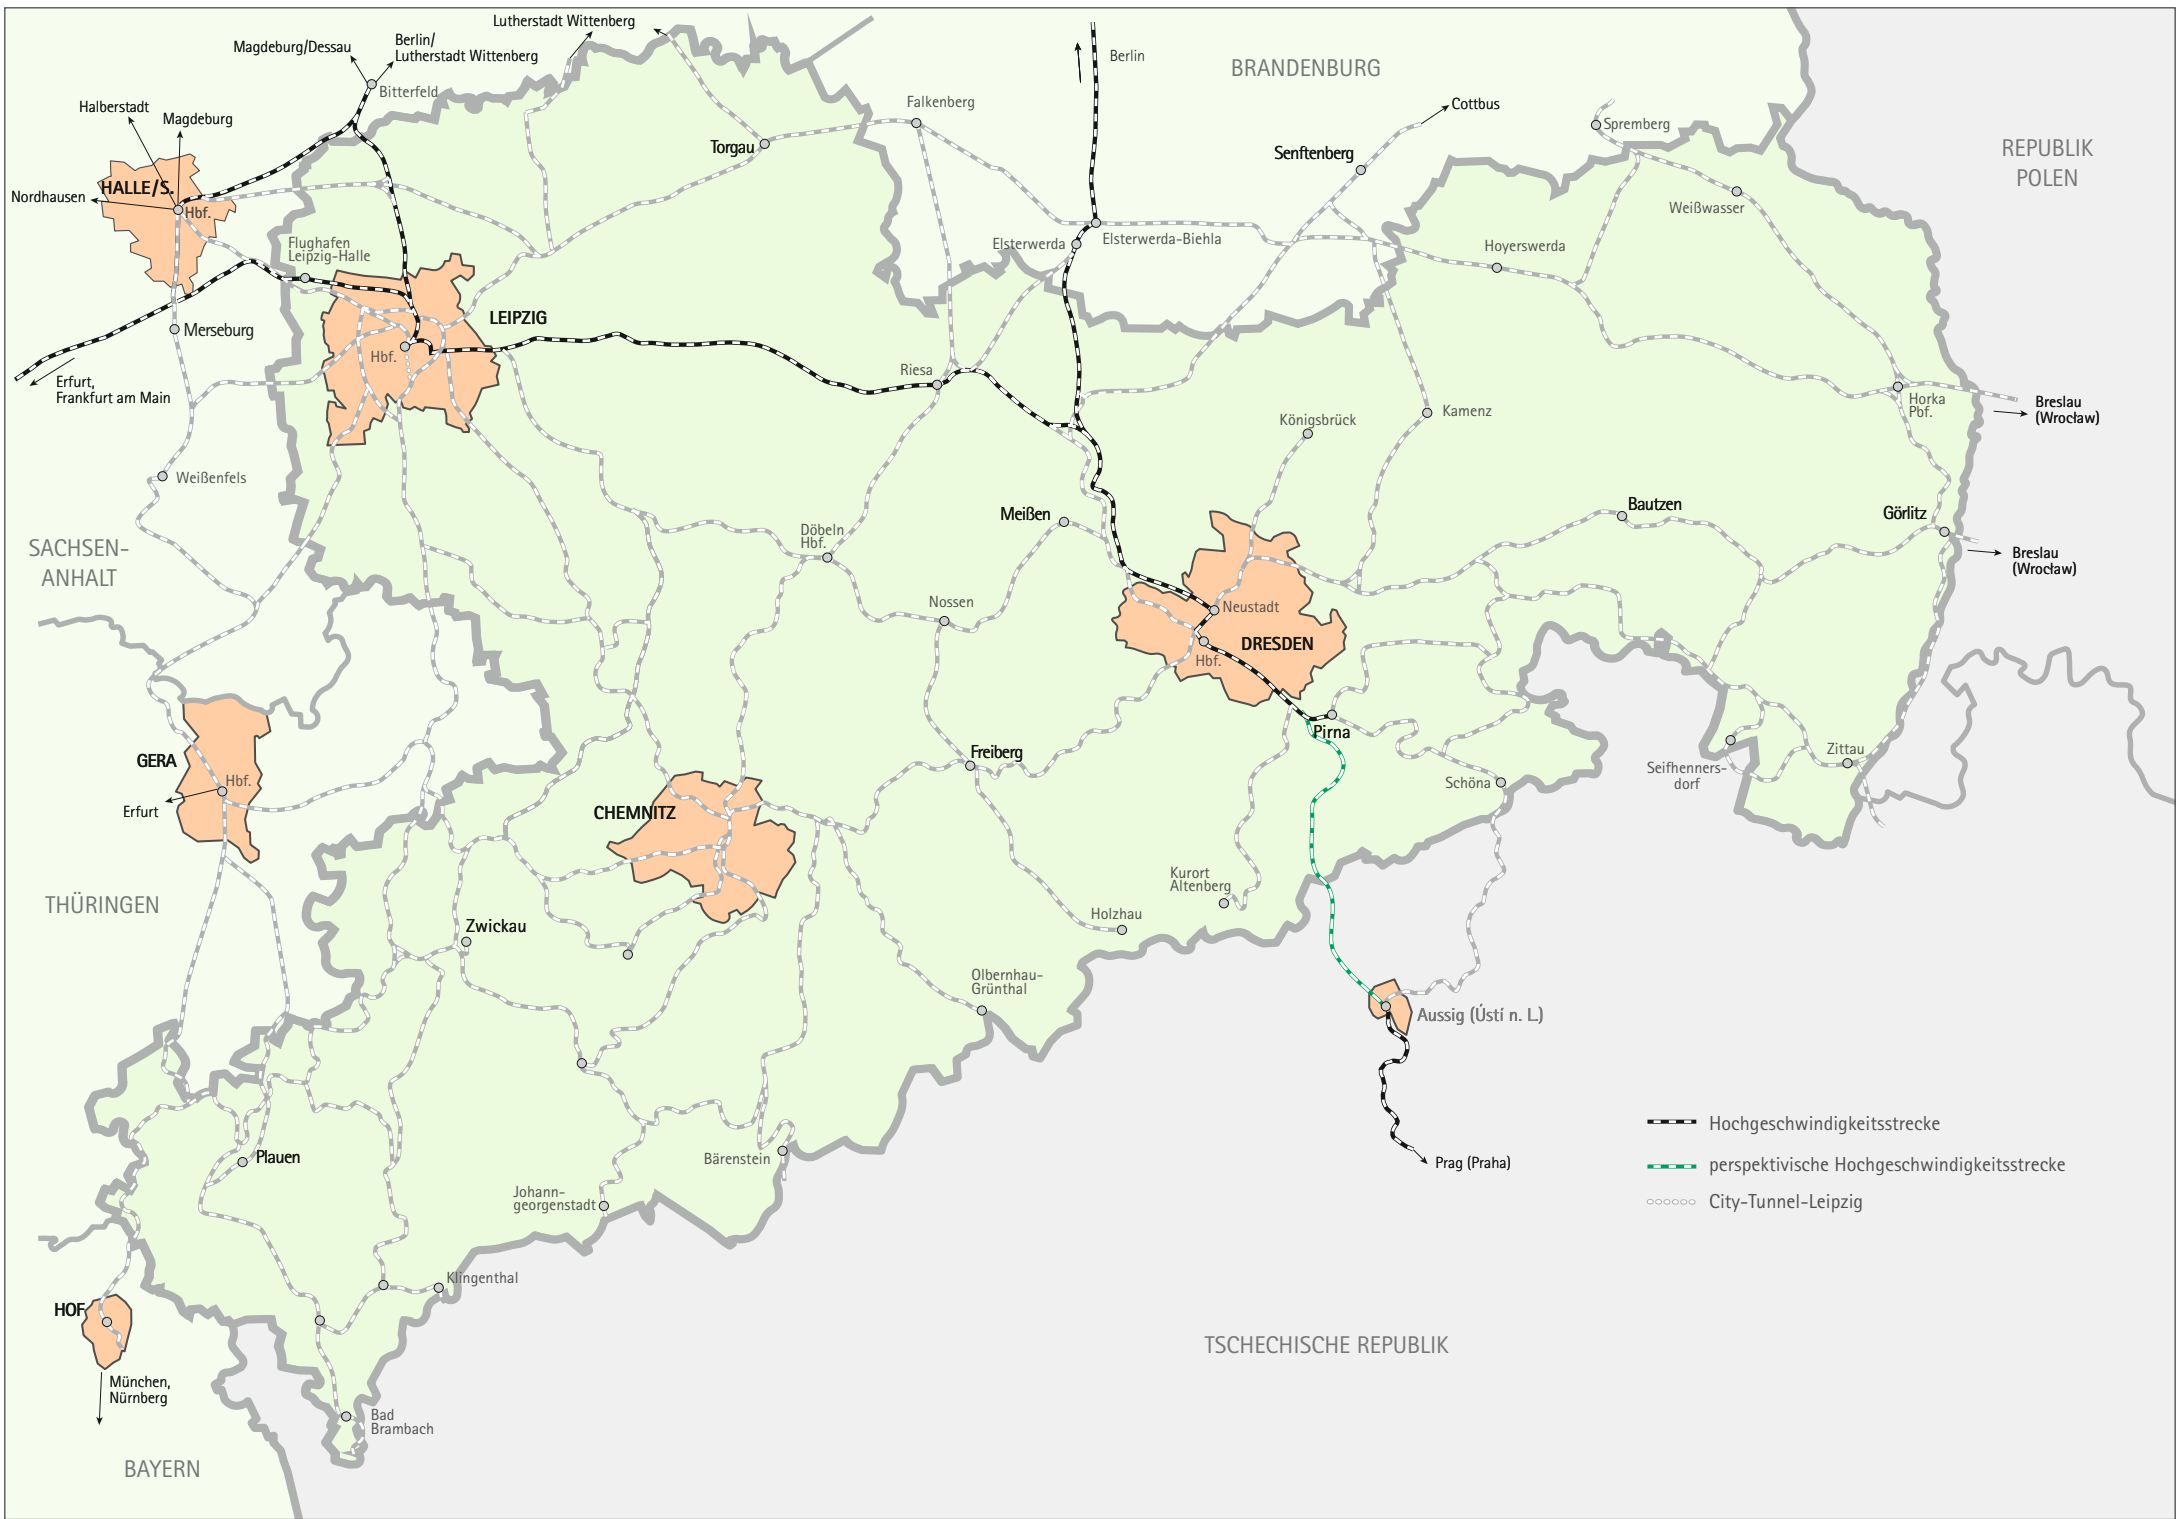 Lutherstadt Wittenberg
Magdeburg/Dessau
Berlin/
Lutherstadt Wittenberg
Berlin
BRANDENBURG
Bitterfeld
Halberstadt
Magdeburg
Falkenberg
Cottbus
Spremberg
REPUBLIK
POLEN
Torgau
Senftenberg
HALLE/S.
Nordhausen
Hbf.
Weißwasser
Flughafen
Leipzig-Halle
Elsterwerda
Elsterwerda-Biehla
Hoyerswerda
LEIPZIG
Merseburg
Hbf.
Riesa
Erfurt,
Frankfurt am Main
Horka
Pbf.
Breslau
(Wrocław)
Königsbrück
Kamenz
Weißenfels
Meißen
Bautzen
Görlitz
Döbeln
Hbf.
SACHSEN-
ANHALT
Breslau
(Wrocław)
Nossen
Neustadt
DRESDEN
Hbf.
Pirna
GERA
Hbf.
Erfurt
Freiberg
Zittau
Seifhenners-
dorf
Schöna
CHEMNITZ
Kurort
Altenberg
THÜRINGEN
Holzhau
Zwickau
Olbernhau-
Grünthal
Aussig (Ústí n. L.)
Hochgeschwindigkeitsstrecke
perspektivische Hochgeschwindigkeitsstrecke
City-Tunnel-Leipzig
Plauen
Bärenstein
Prag (Praha)
Johann-
georgenstadt
Klingenthal
HOF
TSCHECHISCHE REPUBLIK
München,
Nürnberg
Bad
Brambach
BAYERN